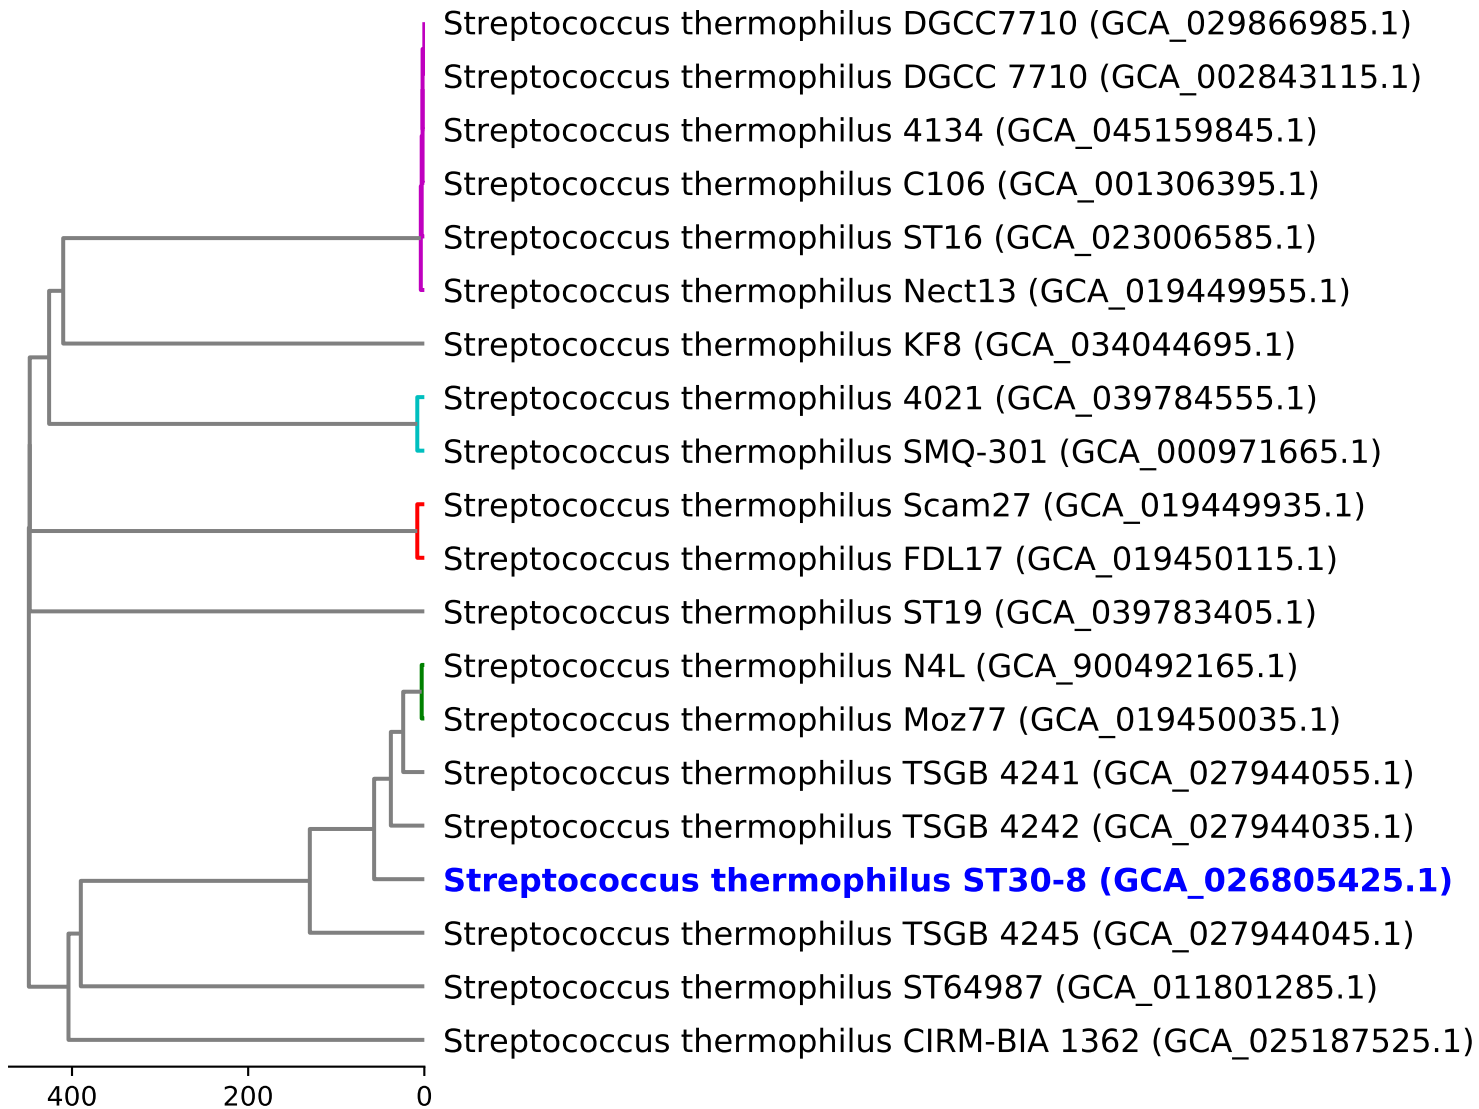 Streptococcus thermophilus DGCC7710 (GCA_029866985.1)
Streptococcus thermophilus DGCC 7710 (GCA_002843115.1)
Streptococcus thermophilus 4134 (GCA_045159845.1)
Streptococcus thermophilus C106 (GCA_001306395.1)
Streptococcus thermophilus ST16 (GCA_023006585.1)
Streptococcus thermophilus Nect13 (GCA_019449955.1)
Streptococcus thermophilus KF8 (GCA_034044695.1)
Streptococcus thermophilus 4021 (GCA_039784555.1)
Streptococcus thermophilus SMQ-301 (GCA_000971665.1)
Streptococcus thermophilus Scam27 (GCA_019449935.1)
Streptococcus thermophilus FDL17 (GCA_019450115.1)
Streptococcus thermophilus ST19 (GCA_039783405.1)
Streptococcus thermophilus N4L (GCA_900492165.1)
Streptococcus thermophilus Moz77 (GCA_019450035.1)
Streptococcus thermophilus TSGB 4241 (GCA_027944055.1)
Streptococcus thermophilus TSGB 4242 (GCA_027944035.1)
Streptococcus thermophilus ST30-8 (GCA_026805425.1)
Streptococcus thermophilus TSGB 4245 (GCA_027944045.1)
Streptococcus thermophilus ST64987 (GCA_011801285.1)
Streptococcus thermophilus CIRM-BIA 1362 (GCA_025187525.1)
400 200 0